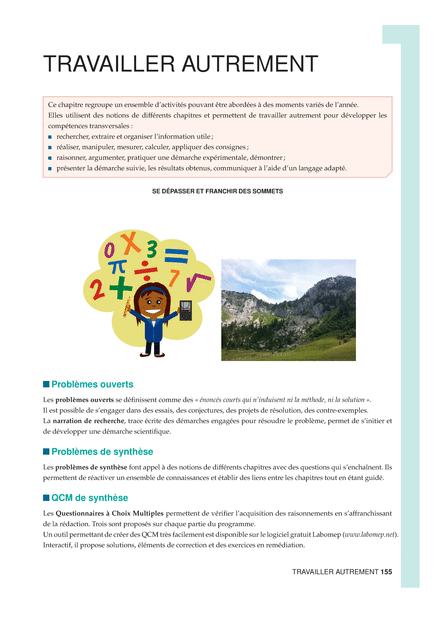 TRAVAILLER AUTREMENT
Ce chapitre regroupe un ensemble d'activités pouvant être abordées à des moments variés de l'année.
Elles utilisent des notions de différents chapitres et permettent de travailler autrement pour développer les
compétences transversales :
■ rechercher, extraire et organiser l'information utile ;
■ réaliser, manipuler, mesurer, calculer, appliquer des consignes ;
■ raisonner, argumenter, pratiquer une démarche expérimentale, démontrer ;
■ présenter la démarche suivie, les résultats obtenus, communiquer à l'aide d'un langage adapté.
SE DÉPASSER ET FRANCHIR DES SOMMETS
0 X 3 =
π ÷ 7 √
2 +
■ Problèmes ouverts
Les problèmes ouverts se définissent comme des « énoncés courts qui n'induisent ni la méthode, ni la solution ».
Il est possible de s'engager dans des essais, des conjectures, des projets de résolution, des contre-exemples.
La narration de recherche, trace écrite des démarches engagées pour résoudre le problème, permet de s'initier et
de développer une démarche scientifique.
■ Problèmes de synthèse
Les problèmes de synthèse font appel à des notions de différents chapitres avec des questions qui s'enchaînent. Ils
permettent de réactiver un ensemble de connaissances et établir des liens entre les chapitres tout en étant guidé.
■ QCM de synthèse
Les Questionnaires à Choix Multiples permettent de vérifier l'acquisition des raisonnements en s'affranchissant
de la rédaction. Trois sont proposés sur chaque partie du programme.
Un outil permettant de créer des QCM très facilement est disponible sur le logiciel gratuit Labomep (www.labomep.net).
Interactif, il propose solutions, éléments de correction et des exercices en remédiation.
TRAVAILLER AUTREMENT 155